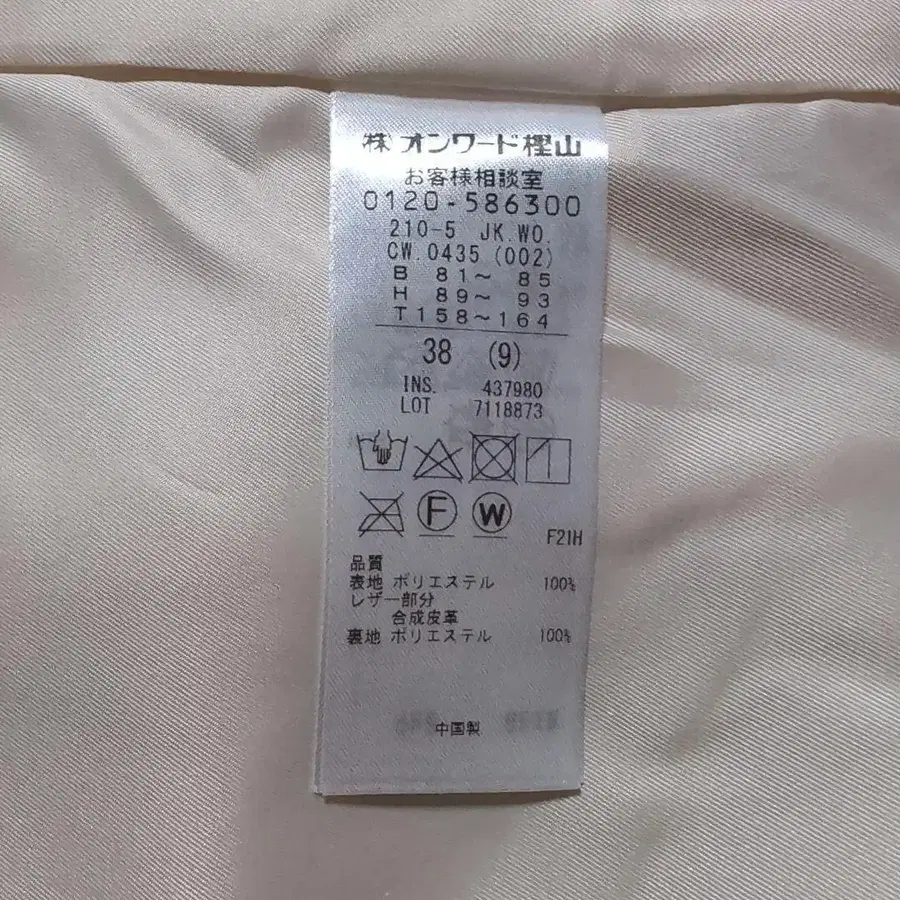 ㈱ オンワード樫山
お客様相談室
0120-586300
210-5 JK.WO.
CW.0435 (002)
B 81～ 85
H 89～ 93
T158～164
38 (9)
INS. 437980
LOT 7118873
F W
F21H
品質
表地 ポリエステル 100%
レザー部分
合成皮革
裏地 ポリエステル 100%
中国製